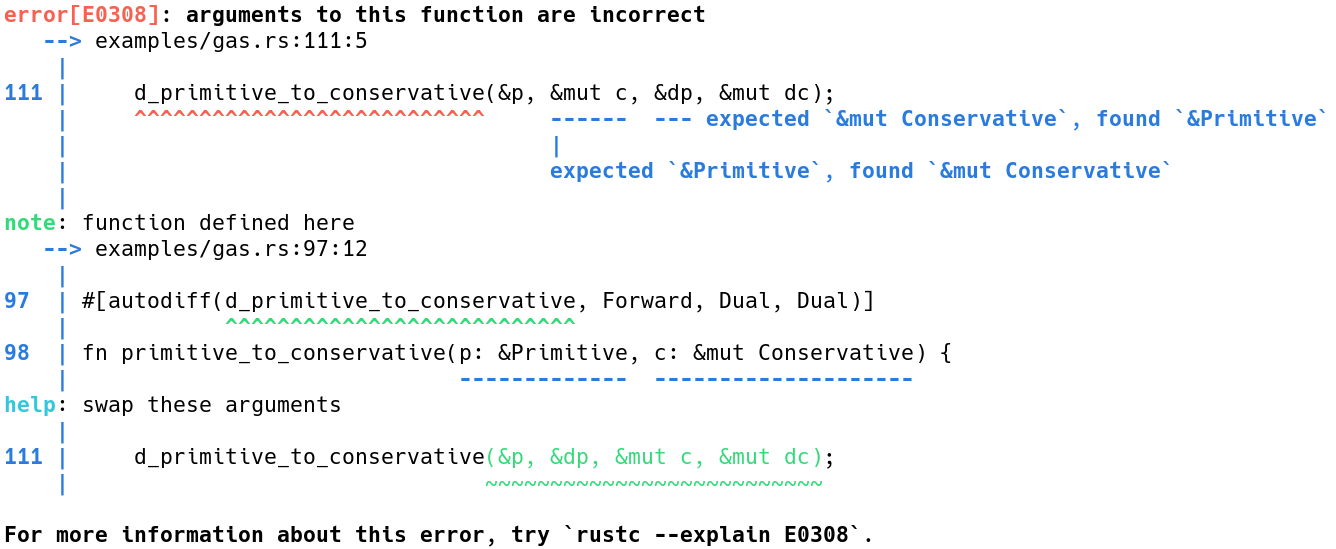 error[E0308]: arguments to this function are incorrect
   --> examples/gas.rs:111:5
    |
111 |     d_primitive_to_conservative(&p, &mut c, &dp, &mut dc);
    |     ^^^^^^^^^^^^^^^^^^^^^^^^^^^     ------  --- expected `&mut Conservative`, found `&Primitive`
    |                                     |
    |                                     expected `&Primitive`, found `&mut Conservative`
    |
note: function defined here
   --> examples/gas.rs:97:12
    |
97  | #[autodiff(d_primitive_to_conservative, Forward, Dual, Dual)]
    |            ^^^^^^^^^^^^^^^^^^^^^^^^^^^
98  | fn primitive_to_conservative(p: &Primitive, c: &mut Conservative) {
    |                              -------------  --------------------
help: swap these arguments
    |
111 |     d_primitive_to_conservative(&p, &dp, &mut c, &mut dc);
    |                                ~~~~~~~~~~~~~~~~~~~~~~~~~~

For more information about this error, try `rustc --explain E0308`.